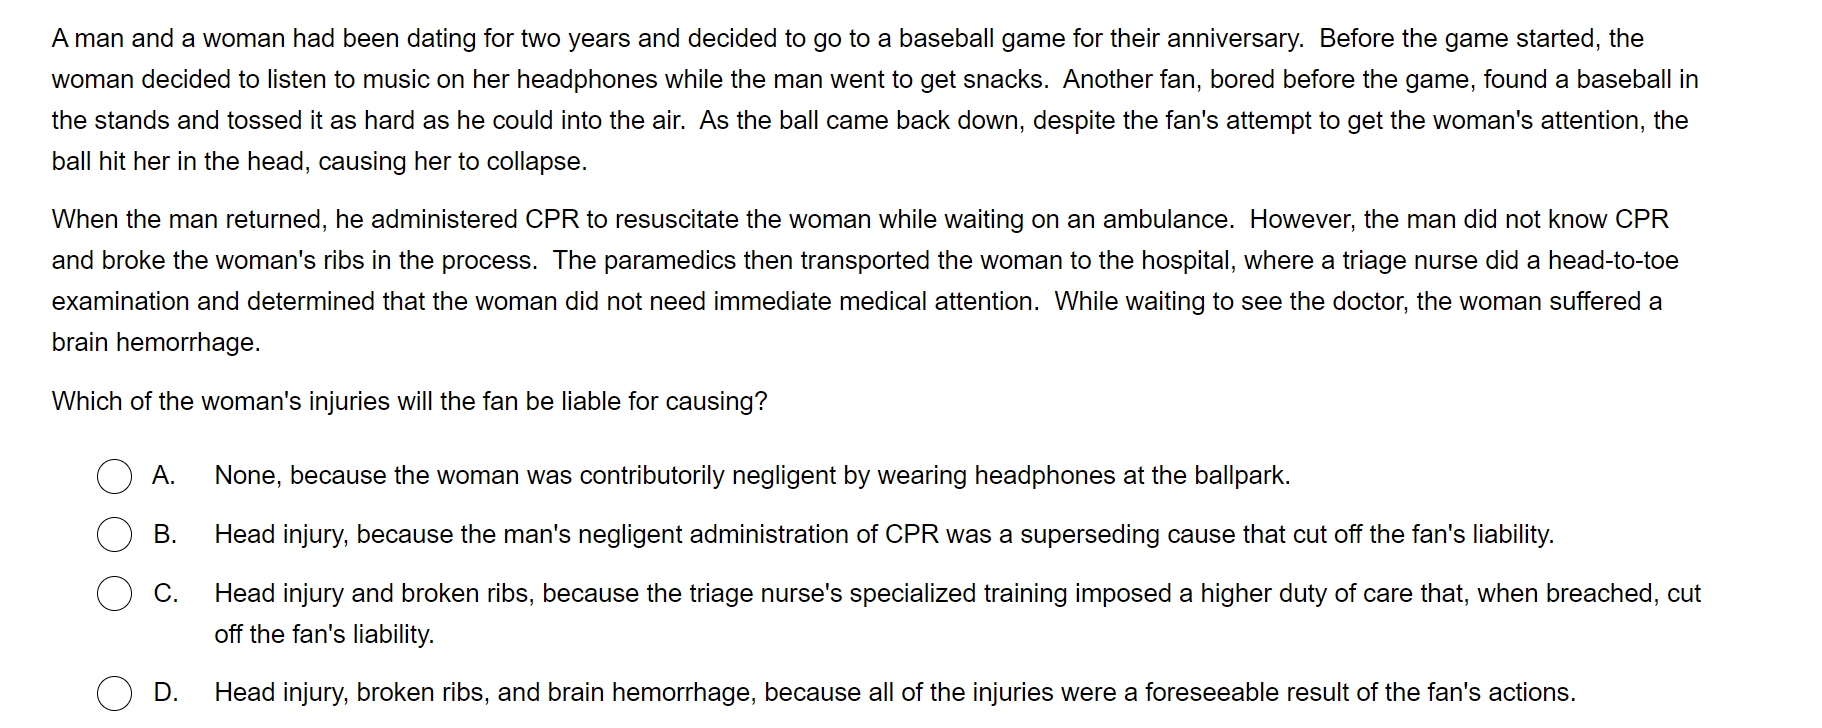 A man and a woman had been dating for two years and decided to go to a baseball game for their anniversary.  Before the game started, the
woman decided to listen to music on her headphones while the man went to get snacks.  Another fan, bored before the game, found a baseball in
the stands and tossed it as hard as he could into the air.  As the ball came back down, despite the fan's attempt to get the woman's attention, the
ball hit her in the head, causing her to collapse.
When the man returned, he administered CPR to resuscitate the woman while waiting on an ambulance.  However, the man did not know CPR
and broke the woman's ribs in the process.  The paramedics then transported the woman to the hospital, where a triage nurse did a head-to-toe
examination and determined that the woman did not need immediate medical attention.  While waiting to see the doctor, the woman suffered a
brain hemorrhage.
Which of the woman's injuries will the fan be liable for causing?
A. None, because the woman was contributorily negligent by wearing headphones at the ballpark.
B. Head injury, because the man's negligent administration of CPR was a superseding cause that cut off the fan's liability.
C. Head injury and broken ribs, because the triage nurse's specialized training imposed a higher duty of care that, when breached, cut
off the fan's liability.
D. Head injury, broken ribs, and brain hemorrhage, because all of the injuries were a foreseeable result of the fan's actions.